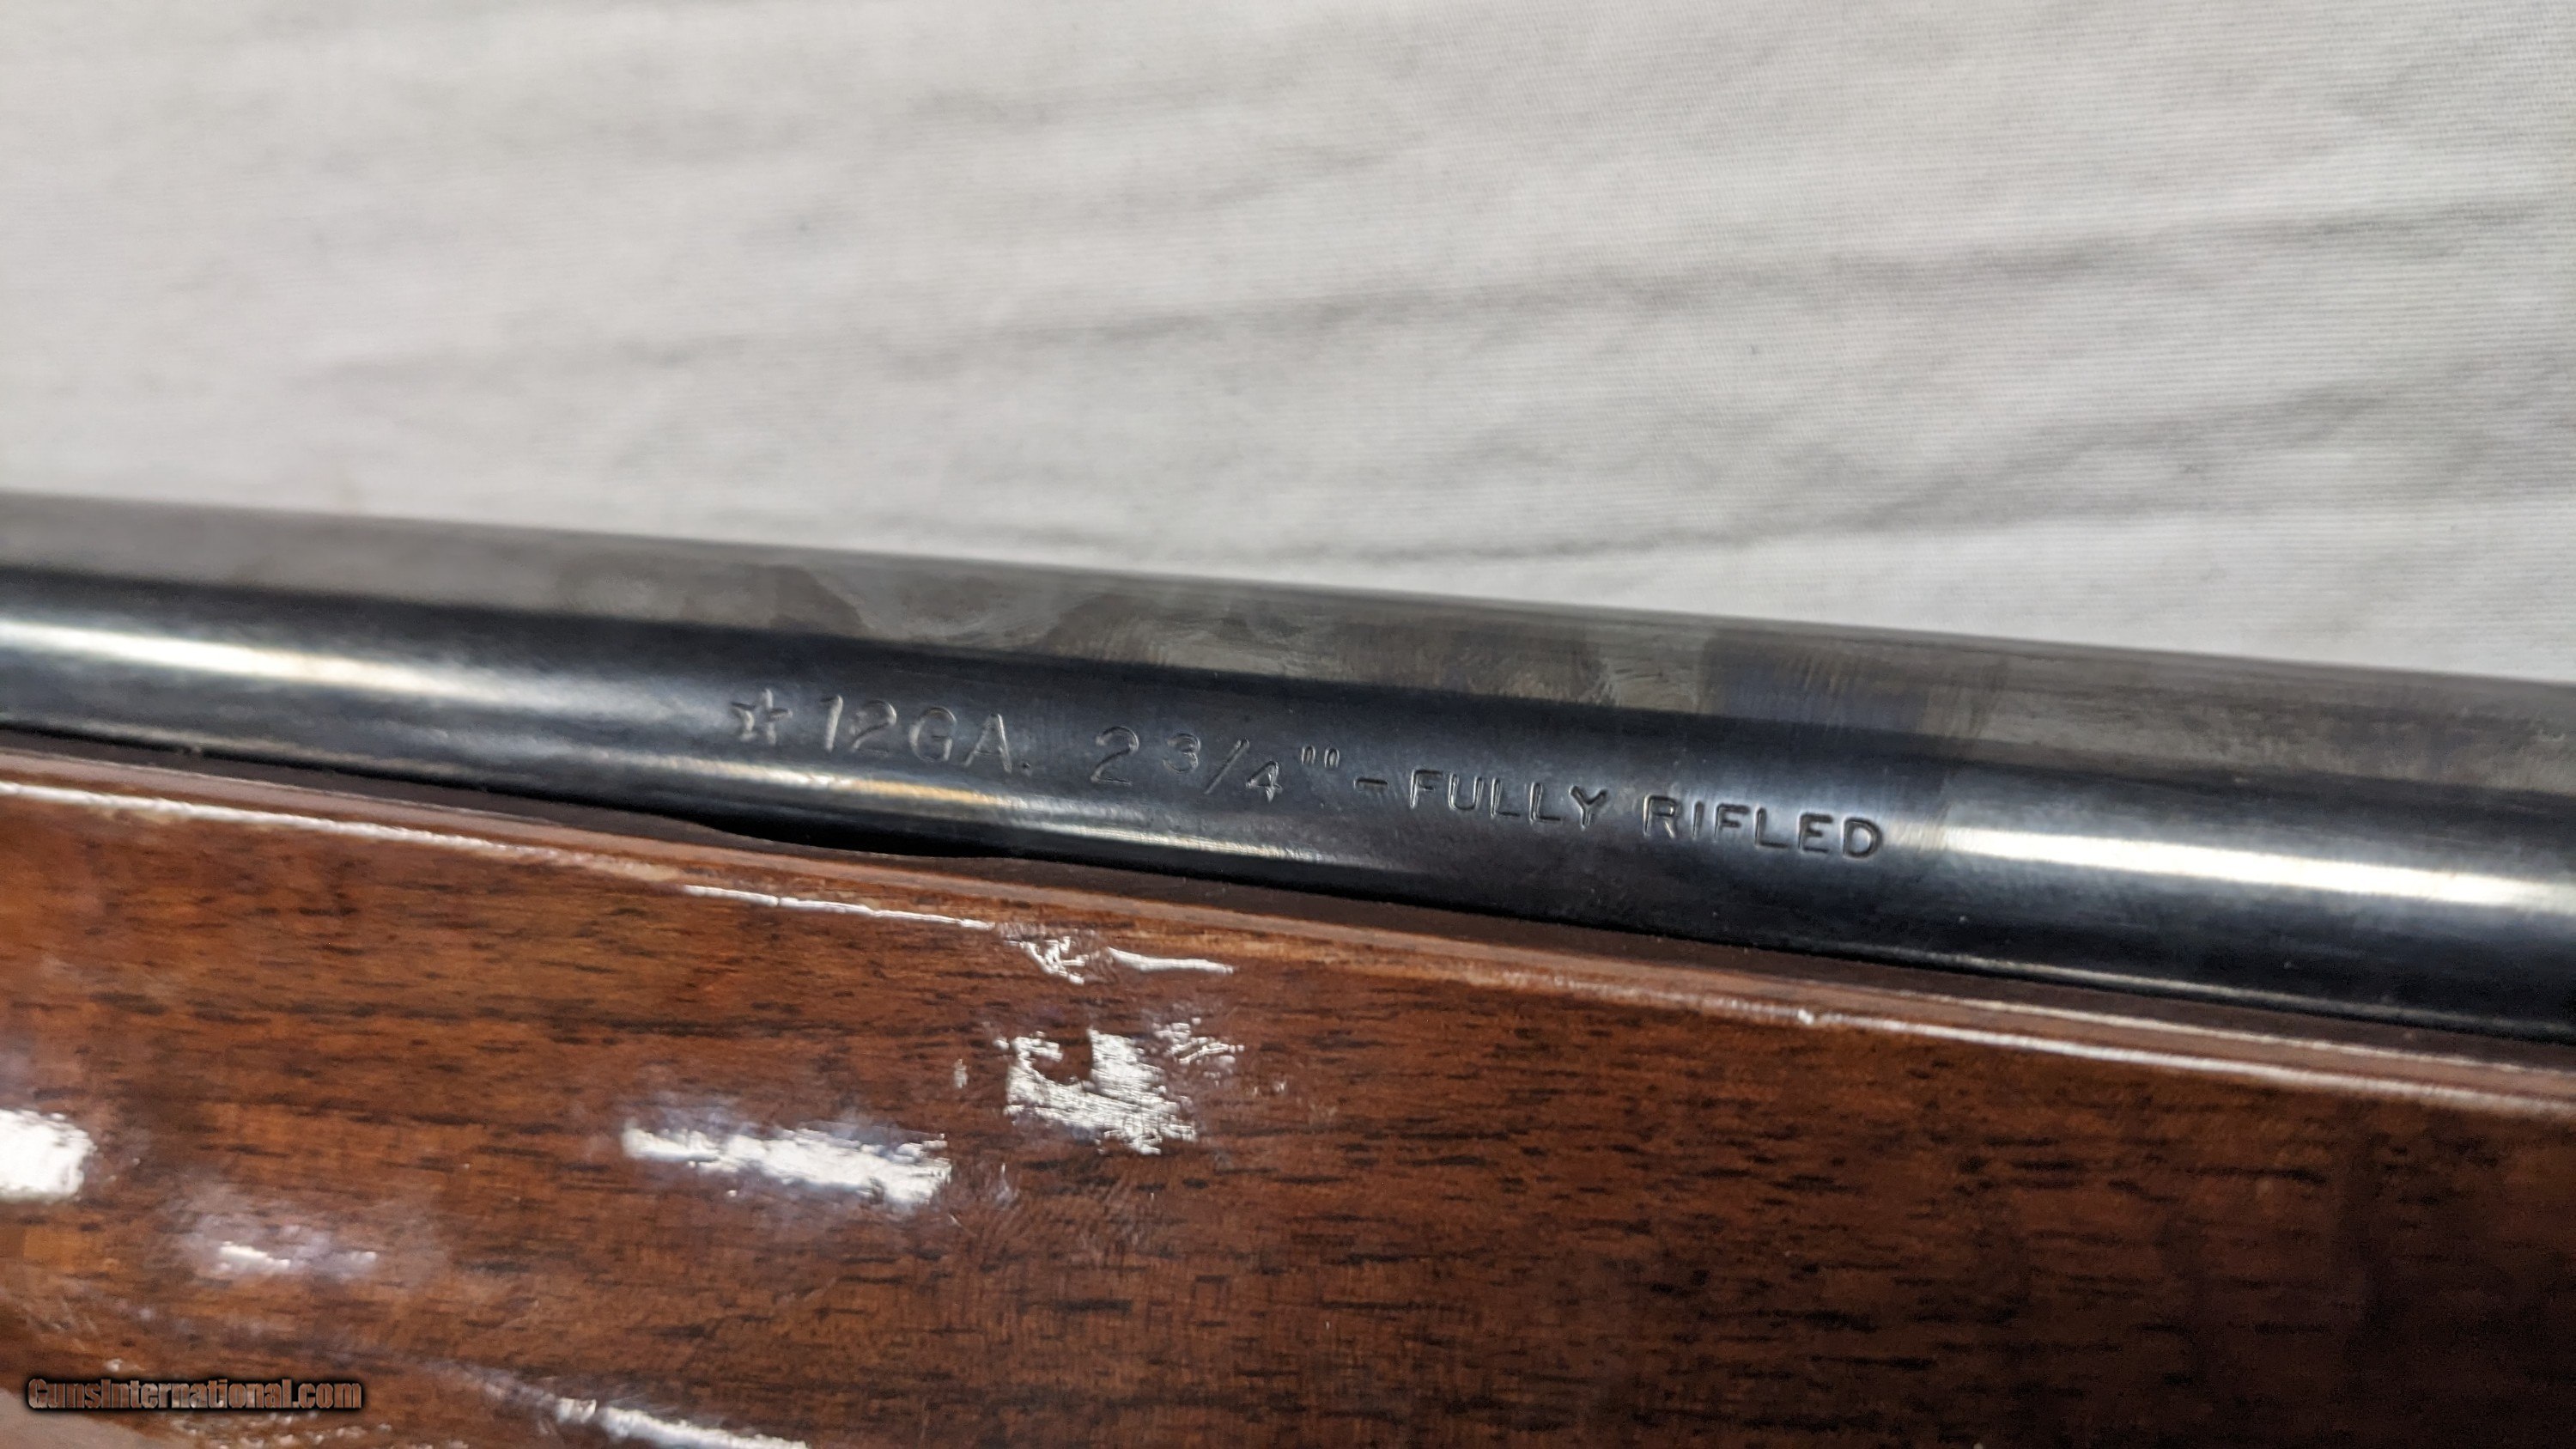 ☆ 12GA. 2 3/4" - FULLY RIFLED
GunsInternational.com